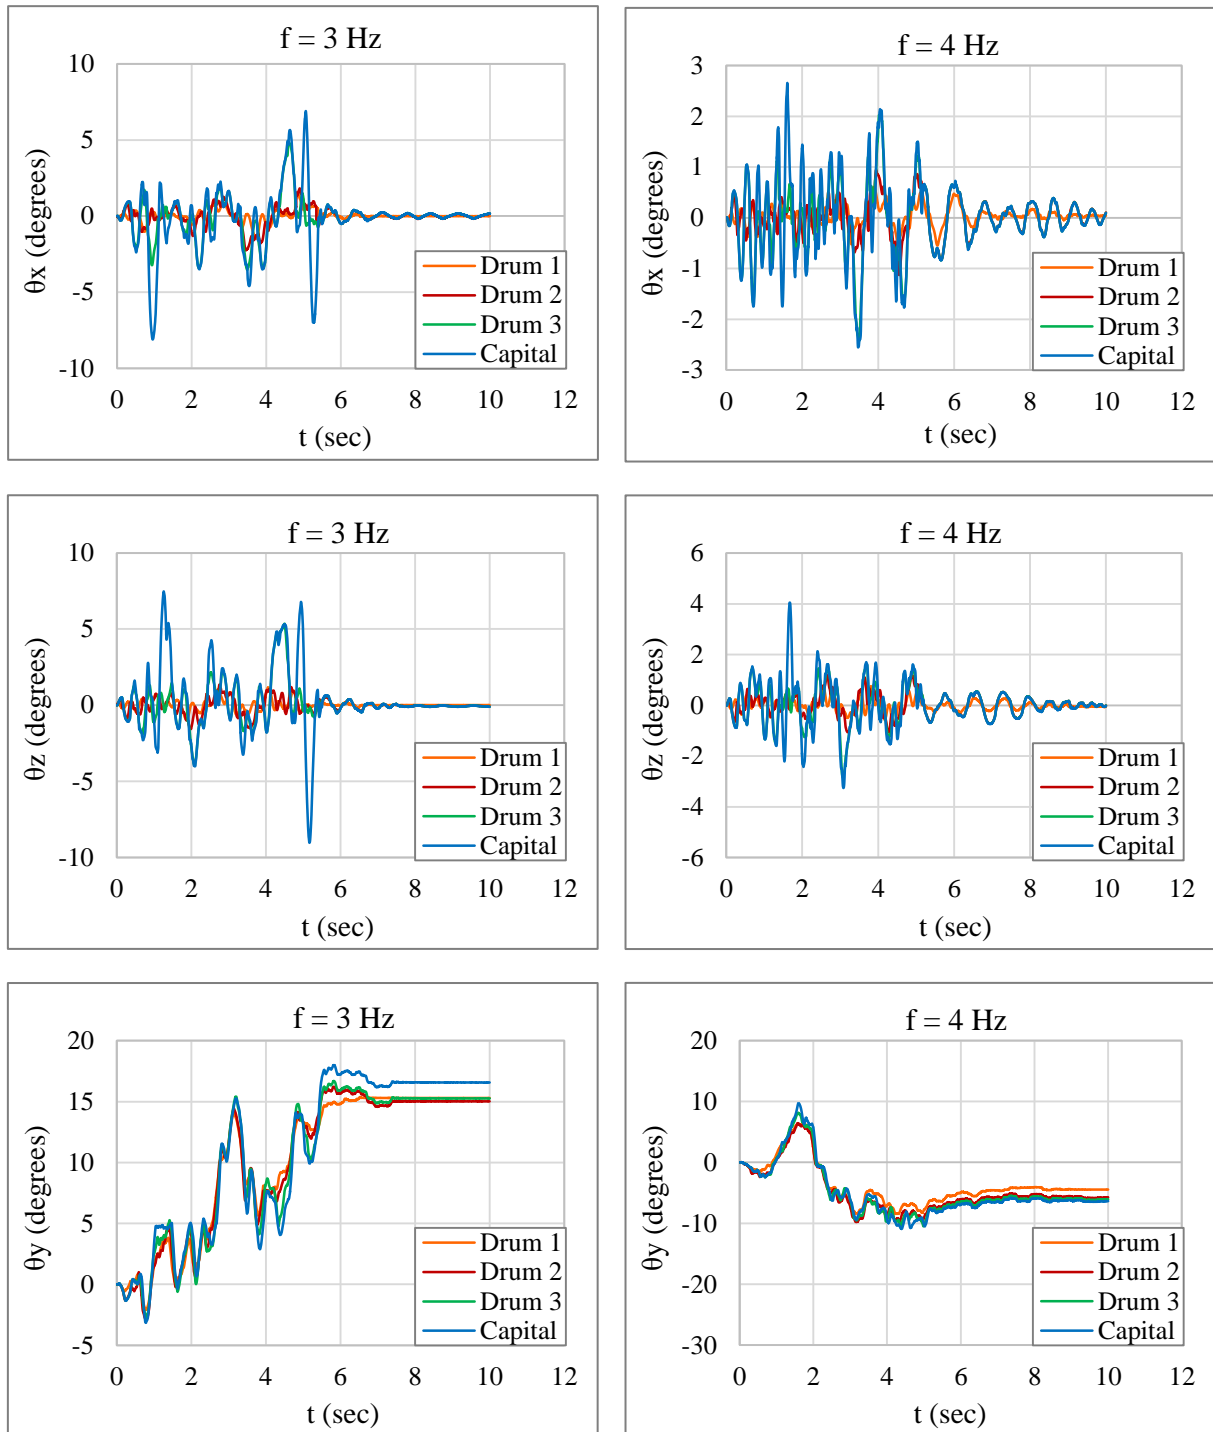 f = 3 Hz
10
5
0
-5
-10
θx (degrees)
Drum 1
Drum 2
Drum 3
Capital
0 2 4 6 8 10 12
t (sec)
f = 4 Hz
3
2
1
0
-1
-2
-3
θx (degrees)
Drum 1
Drum 2
Drum 3
Capital
0 2 4 6 8 10 12
t (sec)
f = 3 Hz
10
5
0
-5
-10
θz (degrees)
Drum 1
Drum 2
Drum 3
Capital
0 2 4 6 8 10 12
t (sec)
f = 4 Hz
6
4
2
0
-2
-4
-6
θz (degrees)
Drum 1
Drum 2
Drum 3
Capital
0 2 4 6 8 10 12
t (sec)
f = 3 Hz
20
15
10
5
0
-5
θy (degrees)
Drum 1
Drum 2
Drum 3
Capital
0 2 4 6 8 10 12
t (sec)
f = 4 Hz
20
10
0
-10
-20
-30
θy (degrees)
Drum 1
Drum 2
Drum 3
Capital
0 2 4 6 8 10 12
t (sec)